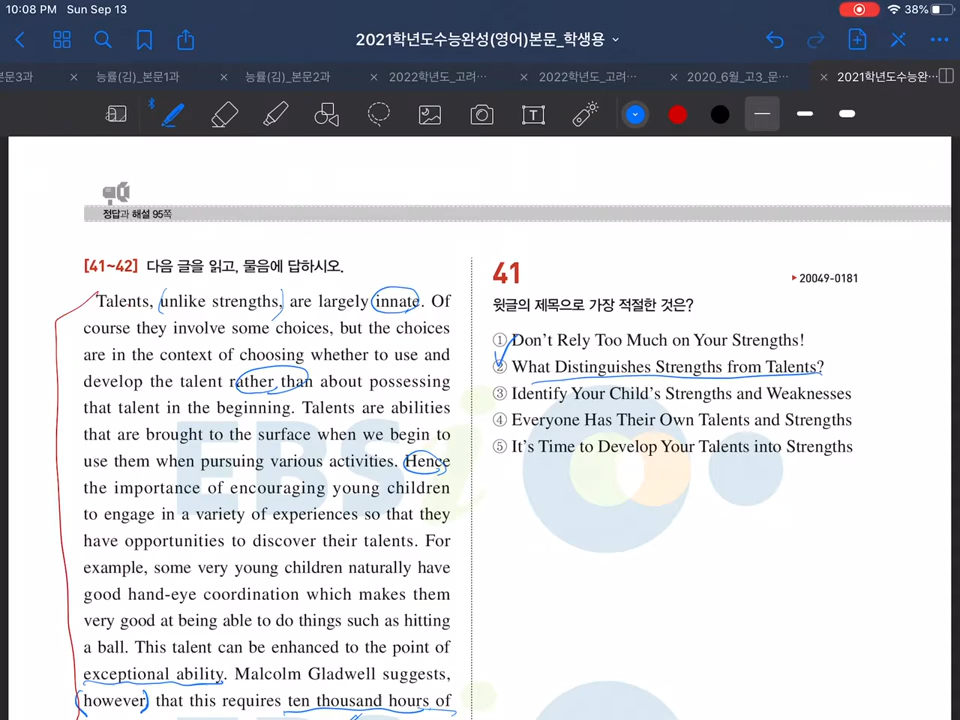 10:08 PM Sun Sep 13 38%
2021학년도수능완성(영어)본문_학생용
본문3과 능률(김)_본문1과 능률(김)_본문2과 2022학년도_고려… 2022학년도_고려… 2020_6월_고3_문… 2021학년도수능완…
정답과 해설 95쪽
[41~42] 다음 글을 읽고, 물음에 답하시오.
Talents, unlike strengths, are largely innate. Of
course they involve some choices, but the choices
are in the context of choosing whether to use and
develop the talent rather than about possessing
that talent in the beginning. Talents are abilities
that are brought to the surface when we begin to
use them when pursuing various activities. Hence
the importance of encouraging young children
to engage in a variety of experiences so that they
have opportunities to discover their talents. For
example, some very young children naturally have
good hand-eye coordination which makes them
very good at being able to do things such as hitting
a ball. This talent can be enhanced to the point of
exceptional ability. Malcolm Gladwell suggests,
however, that this requires ten thousand hours of
41
▸20049-0181
윗글의 제목으로 가장 적절한 것은?
① Don't Rely Too Much on Your Strengths!
② What Distinguishes Strengths from Talents?
③ Identify Your Child's Strengths and Weaknesses
④ Everyone Has Their Own Talents and Strengths
⑤ It's Time to Develop Your Talents into Strengths
EBSi